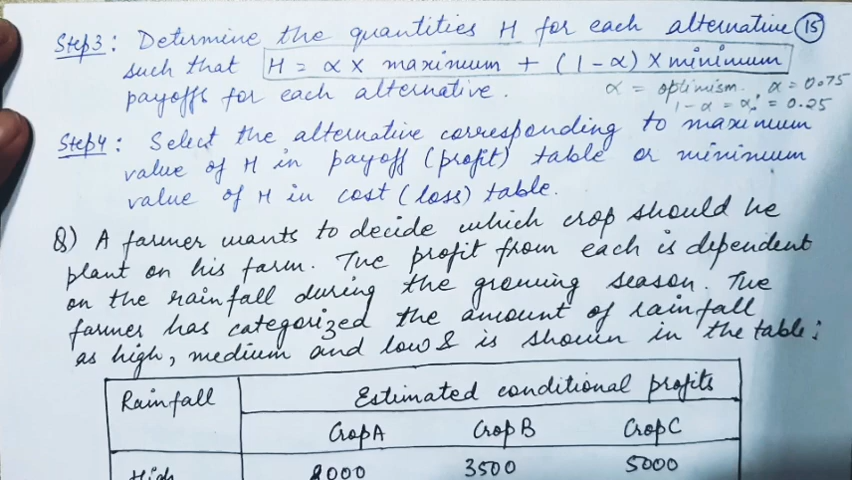 Step3: Determine the quantities H for each alternative 15
such that H = α x maximum + (1-α) x minimum
payoffs for each alternative.
α = optimism. α = 0.75
1-α = = 0.25
Step4: Select the alternative corresponding to maximum
value of H in payoff (profit) table or minimum
value of H in cost (loss) table.
Q) A farmer wants to decide which crop should he
plant on his farm. The profit from each is dependent
on the rainfall during the growing season. The
farmer has categorized the amount of rainfall
as high, medium and low & is shown in the table:
Rainfall Estimated conditional profits
Crop A Crop B Crop C
High 8000 3500 5000